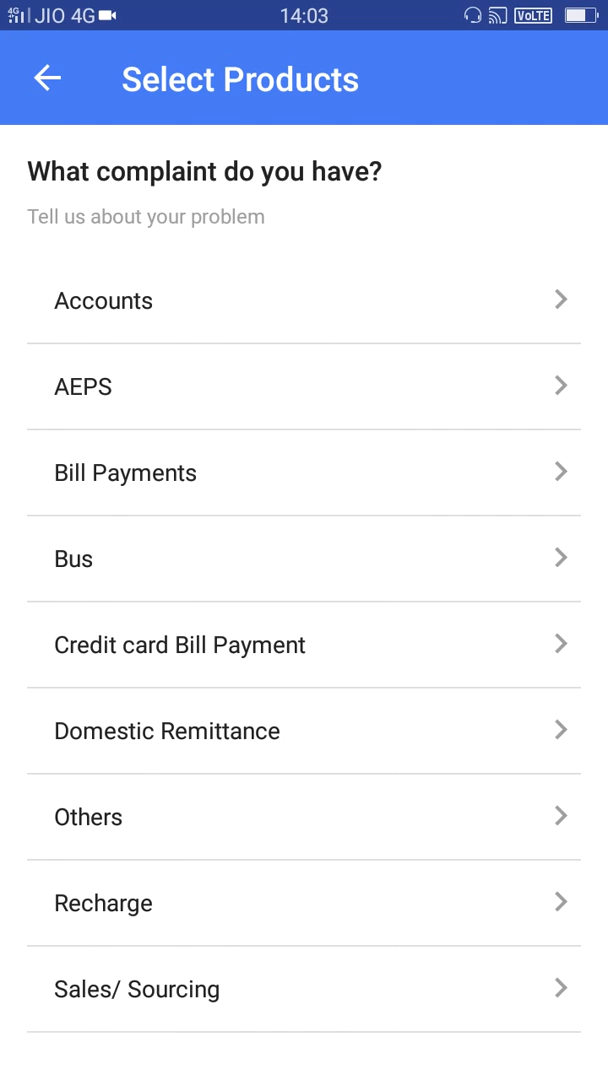 4G JIO 4G 14:03 VoLTE
Select Products
What complaint do you have?
Tell us about your problem
Accounts
AEPS
Bill Payments
Bus
Credit card Bill Payment
Domestic Remittance
Others
Recharge
Sales/ Sourcing